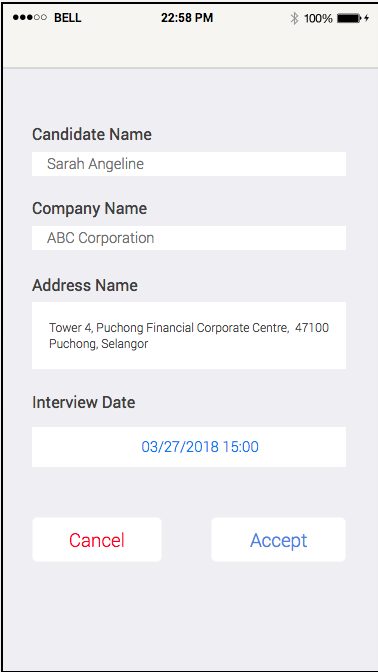 BELL 22:58 PM 100%
Candidate Name
Sarah Angeline
Company Name
ABC Corporation
Address Name
Tower 4, Puchong Financial Corporate Centre, 47100
Puchong, Selangor
Interview Date
03/27/2018 15:00
Cancel Accept